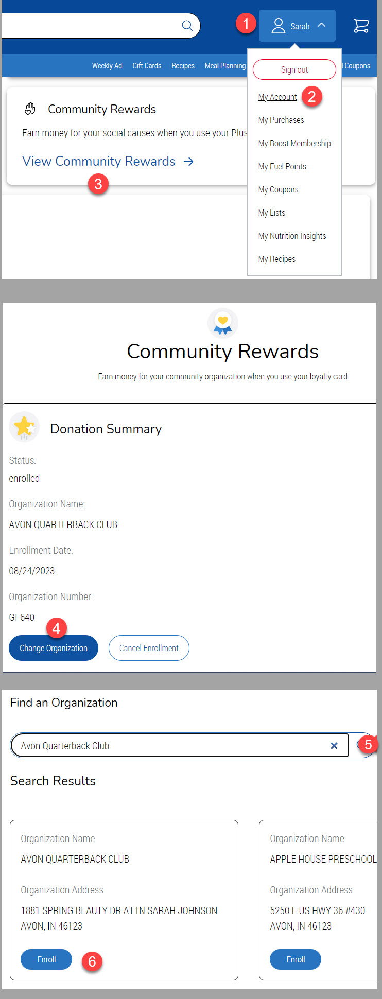 1
Sarah
Weekly Ad Gift Cards Recipes Meal Planning
l Coupons
Sign out
My Account 2
My Purchases
My Boost Membership
My Fuel Points
My Coupons
My Lists
My Nutrition Insights
My Recipes
Community Rewards
Earn money for your social causes when you use your Plus
View Community Rewards →
3
Community Rewards
Earn money for your community organization when you use your loyalty card
Donation Summary
Status:
enrolled
Organization Name:
AVON QUARTERBACK CLUB
Enrollment Date:
08/24/2023
Organization Number:
GF640
4
Change Organization Cancel Enrollment
Find an Organization
Avon Quarterback Club
5
Search Results
Organization Name
AVON QUARTERBACK CLUB
Organization Address
1881 SPRING BEAUTY DR ATTN SARAH JOHNSON
AVON, IN 46123
Enroll
6
Organization Name
APPLE HOUSE PRESCHOOL
Organization Address
5250 E US HWY 36 #430
AVON, IN 46123
Enroll